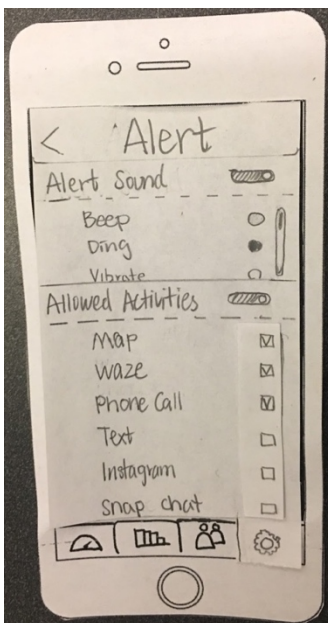 < Alert
Alert Sound
Beep
Ding
Vibrate
Allowed Activities
Map
Waze
Phone Call
Text
Instagram
Snap chat